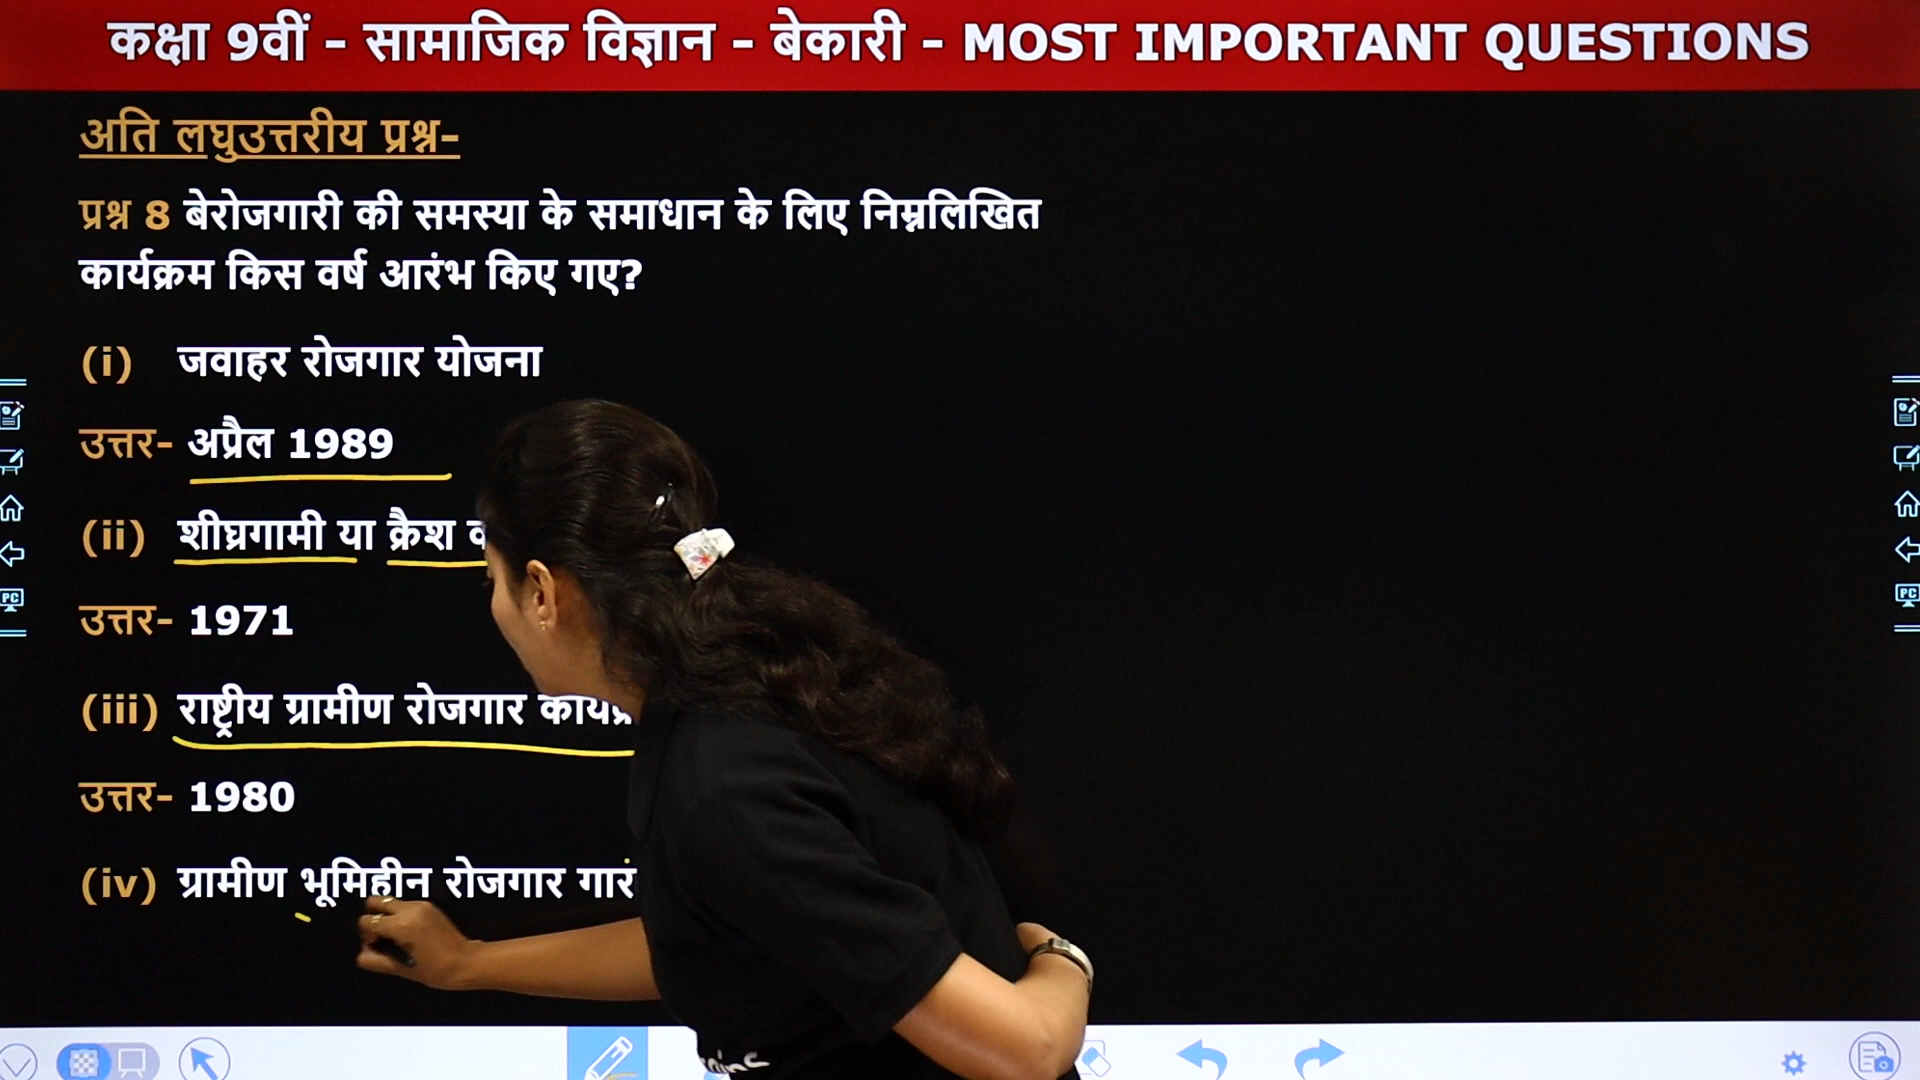 कक्षा 9वीं - सामाजिक विज्ञान - बेकारी - MOST IMPORTANT QUESTIONS
अति लघुउत्तरीय प्रश्न-
प्रश्न 8 बेरोजगारी की समस्या के समाधान के लिए निम्नलिखित
कार्यक्रम किस वर्ष आरंभ किए गए?
(i) जवाहर रोजगार योजना
उत्तर- अप्रैल 1989
(ii) शीघ्रगामी या क्रैश
उत्तर- 1971
(iii) राष्ट्रीय ग्रामीण रोजगार
उत्तर- 1980
(iv) ग्रामीण भूमिहीन रोजगार
PC
PC